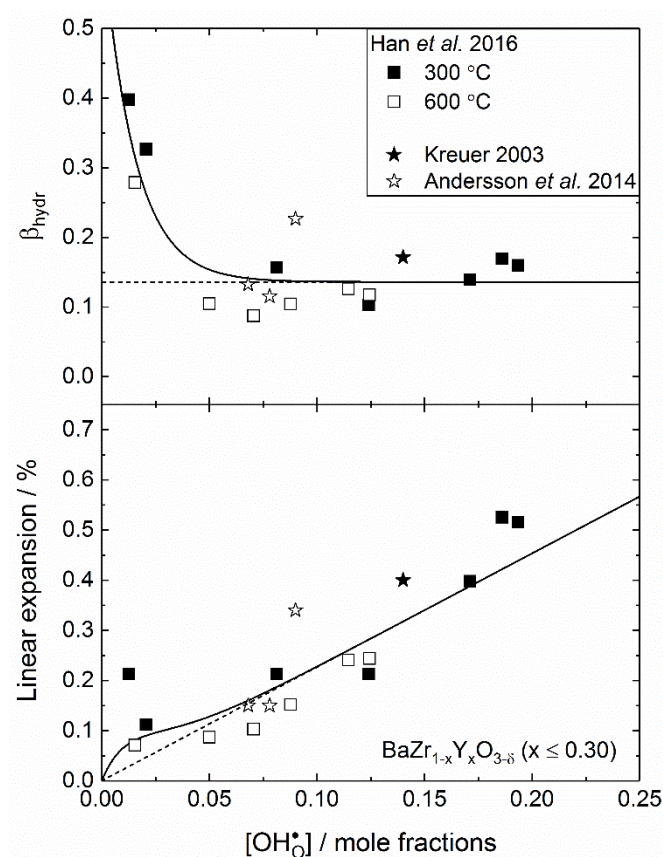 0.5
0.4
0.3
0.2
0.1
0.0
βhydr
Han et al. 2016
300 °C
600 °C
Kreuer 2003
Andersson et al. 2014
0.7
0.6
0.5
0.4
0.3
0.2
0.1
0.0
Linear expansion / %
BaZr1-xYxO3-δ (x ≤ 0.30)
0.00 0.05 0.10 0.15 0.20 0.25
[OH•O] / mole fractions